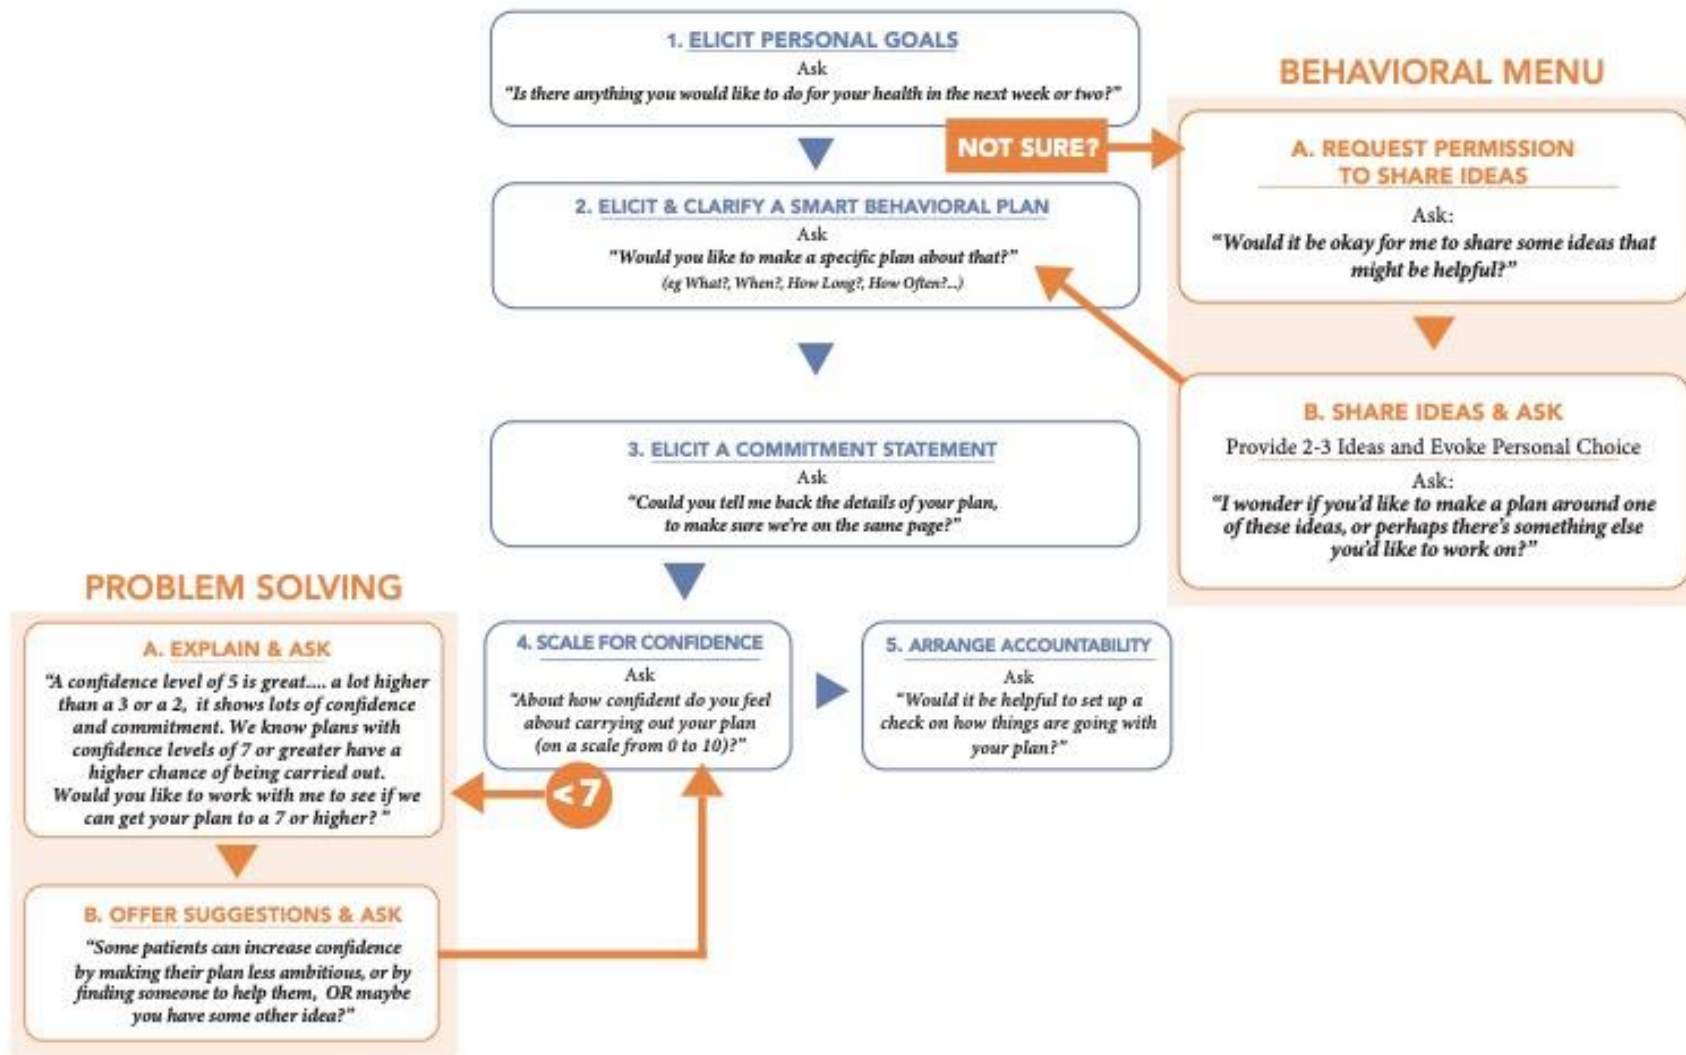 1. ELICIT PERSONAL GOALS
Ask
“Is there anything you would like to do for your health in the next week or two?”
NOT SURE?
BEHAVIORAL MENU
A. REQUEST PERMISSION
TO SHARE IDEAS
Ask:
“Would it be okay for me to share some ideas that
might be helpful?”
B. SHARE IDEAS & ASK
Provide 2-3 Ideas and Evoke Personal Choice
Ask:
“I wonder if you’d like to make a plan around one
of these ideas, or perhaps there’s something else
you’d like to work on?”
2. ELICIT & CLARIFY A SMART BEHAVIORAL PLAN
Ask
“Would you like to make a specific plan about that?”
(eg What?, When?, How Long?, How Often?...)
3. ELICIT A COMMITMENT STATEMENT
Ask
“Could you tell me back the details of your plan,
to make sure we’re on the same page?”
4. SCALE FOR CONFIDENCE
Ask
“About how confident do you feel
about carrying out your plan
(on a scale from 0 to 10)?”
<7
PROBLEM SOLVING
A. EXPLAIN & ASK
“A confidence level of 5 is great.... a lot higher
than a 3 or a 2, it shows lots of confidence
and commitment. We know plans with
confidence levels of 7 or greater have a
higher chance of being carried out.
Would you like to work with me to see if we
can get your plan to a 7 or higher? ”
B. OFFER SUGGESTIONS & ASK
“Some patients can increase confidence
by making their plan less ambitious, or by
finding someone to help them, OR maybe
you have some other idea?”
5. ARRANGE ACCOUNTABILITY
Ask
“Would it be helpful to set up a
check on how things are going with
your plan?”